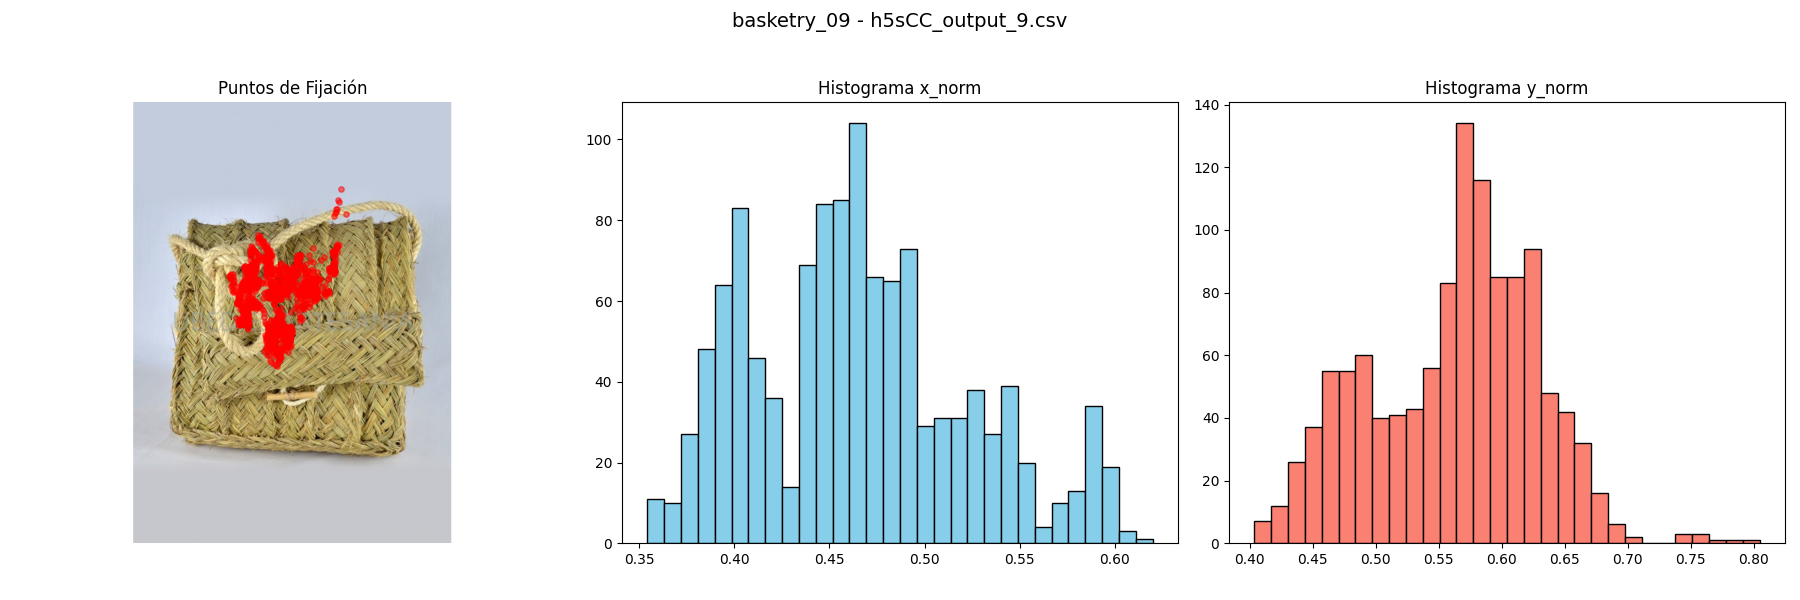 basketry_09 - h5sCC_output_9.csv
Puntos de Fijación
Histograma x_norm
100
80
60
40
20
0
0.35 0.40 0.45 0.50 0.55 0.60
Histograma y_norm
140
120
100
80
60
40
20
0
0.40 0.45 0.50 0.55 0.60 0.65 0.70 0.75 0.80